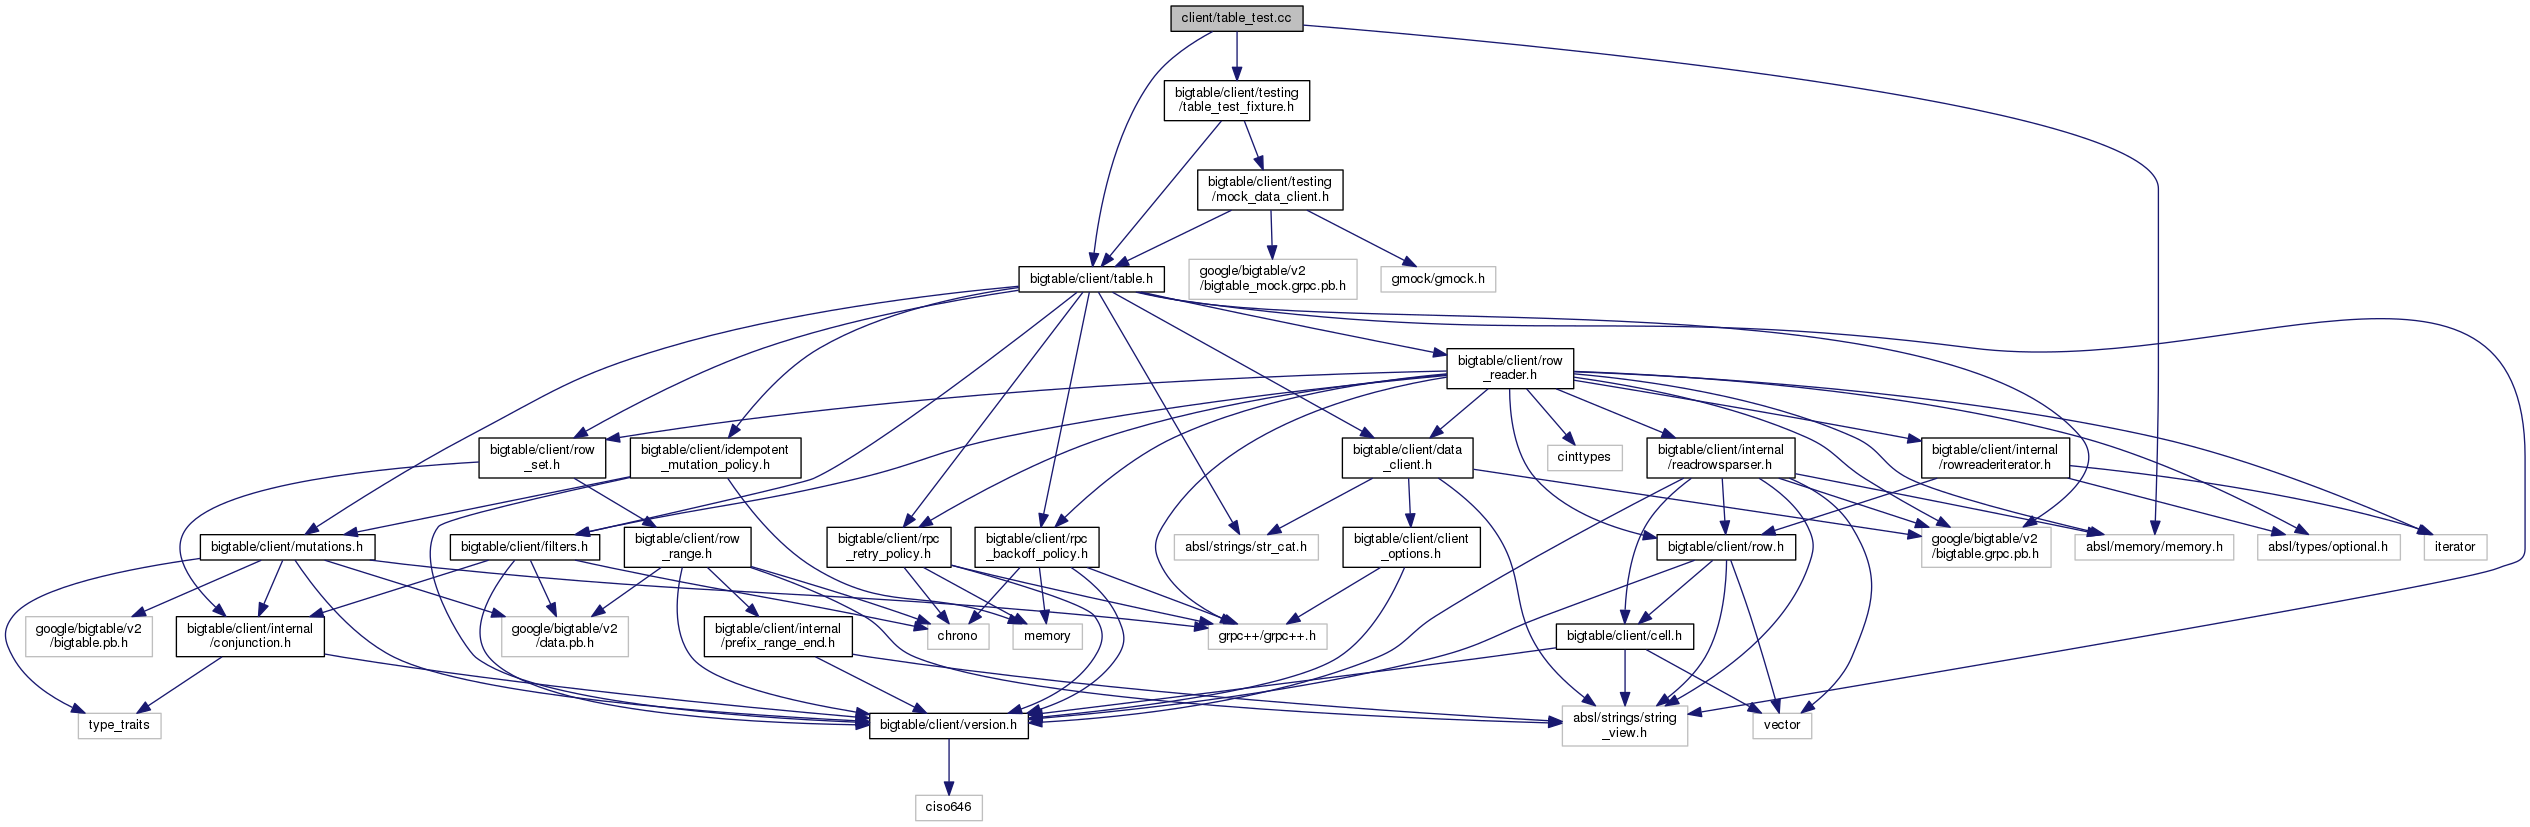 client/table_test.cc
bigtable/client/testing
/table_test_fixture.h
bigtable/client/testing
/mock_data_client.h
bigtable/client/table.h
google/bigtable/v2
/bigtable_mock.grpc.pb.h
gmock/gmock.h
bigtable/client/row
_reader.h
bigtable/client/row
_set.h
bigtable/client/idempotent
_mutation_policy.h
bigtable/client/data
_client.h
cinttypes
bigtable/client/internal
/readrowsparser.h
bigtable/client/internal
/rowreaderiterator.h
bigtable/client/mutations.h
bigtable/client/filters.h
bigtable/client/row
_range.h
bigtable/client/rpc
_retry_policy.h
bigtable/client/rpc
_backoff_policy.h
absl/strings/str_cat.h
bigtable/client/client
_options.h
bigtable/client/row.h
google/bigtable/v2
/bigtable.grpc.pb.h
absl/memory/memory.h
absl/types/optional.h
iterator
google/bigtable/v2
/bigtable.pb.h
bigtable/client/internal
/conjunction.h
google/bigtable/v2
/data.pb.h
bigtable/client/internal
/prefix_range_end.h
chrono
memory
grpc++/grpc++.h
bigtable/client/cell.h
type_traits
bigtable/client/version.h
absl/strings/string
_view.h
vector
ciso646